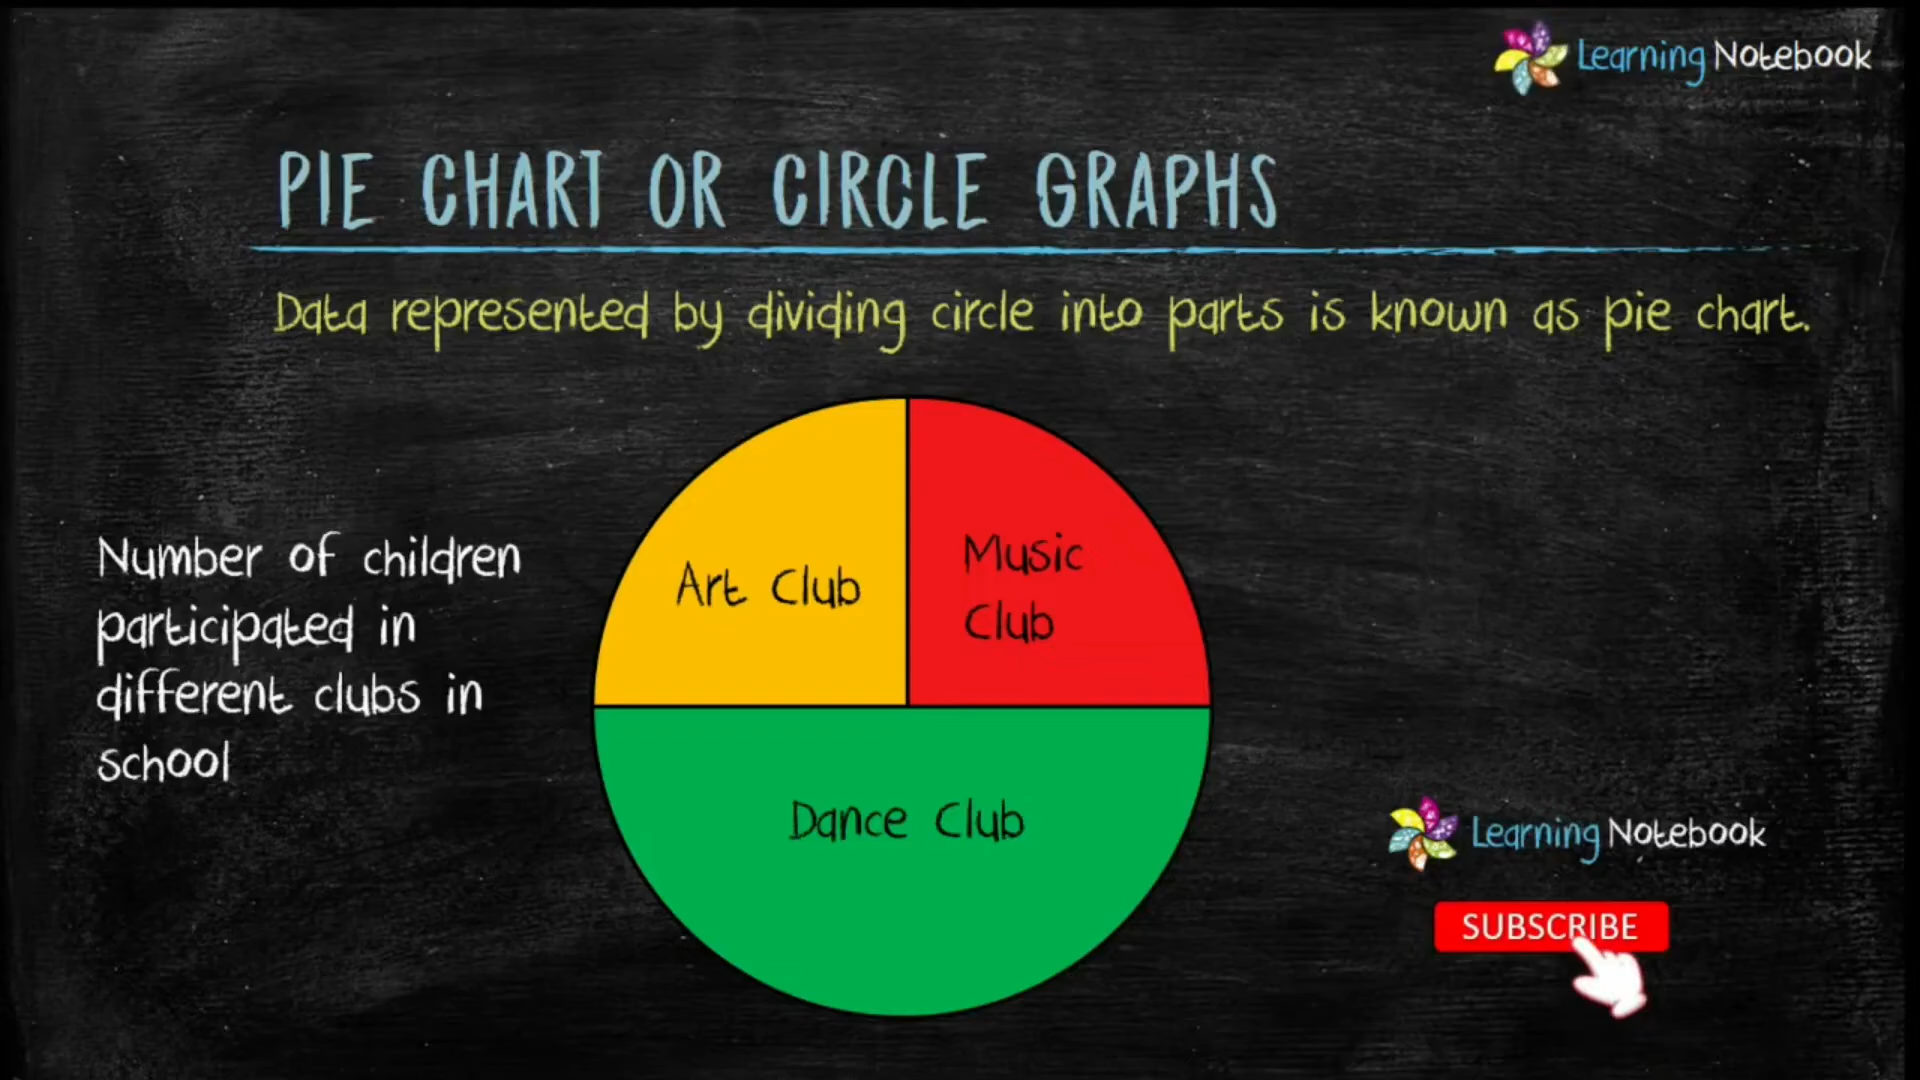 Learning Notebook
PIE CHART OR CIRCLE GRAPHS
Data represented by dividing circle into parts is known as pie chart.
Number of children
participated in
different clubs in
school
Art Club
Music
Club
Dance Club
Learning Notebook
SUBSCRIBE